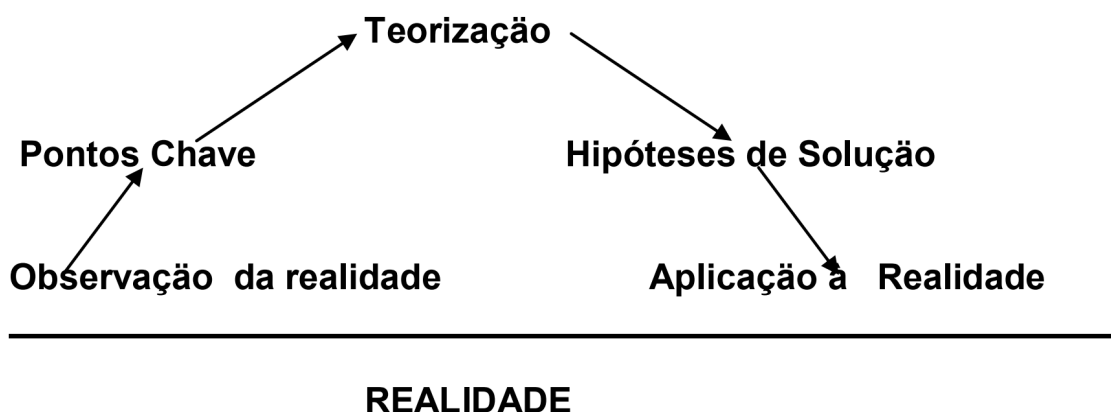 Teorização
Pontos Chave Hipóteses de Solução
Observação da realidade Aplicação à Realidade
REALIDADE